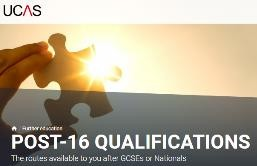 UCAS
Further education
POST-16 QUALIFICATIONS
The routes available to you after GCSEs or Nationals